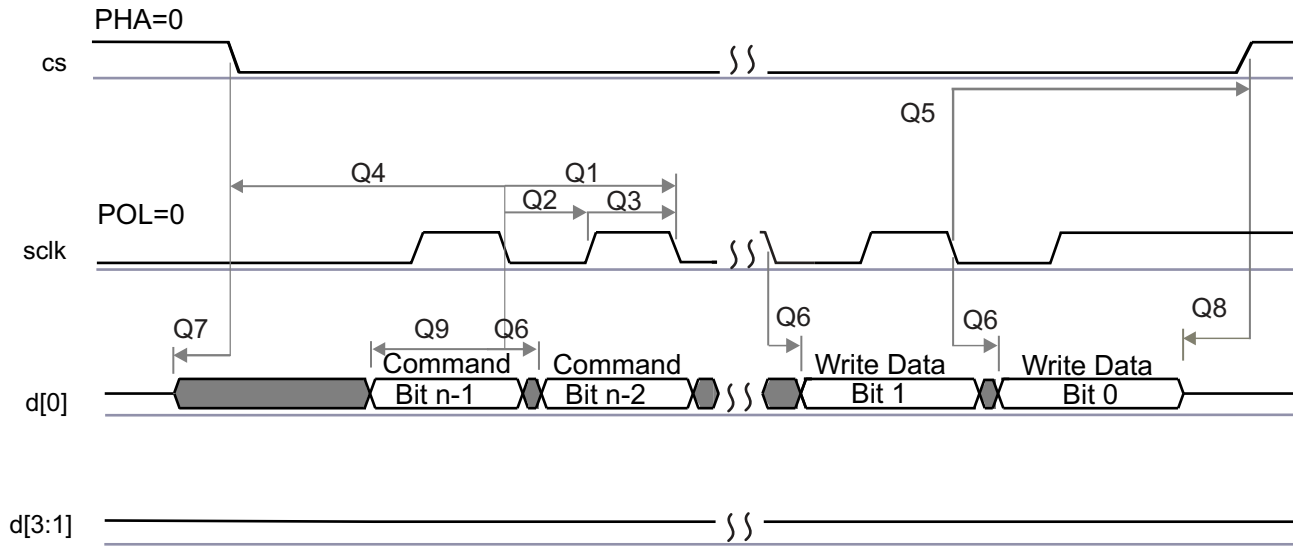 PHA=0
cs
Q5
Q4 Q1
Q2 Q3
POL=0
sclk
Q7 Q9 Q6 Q6 Q6 Q8
Command Command Write Data Write Data
d[0] Bit n-1 Bit n-2 Bit 1 Bit 0
d[3:1]